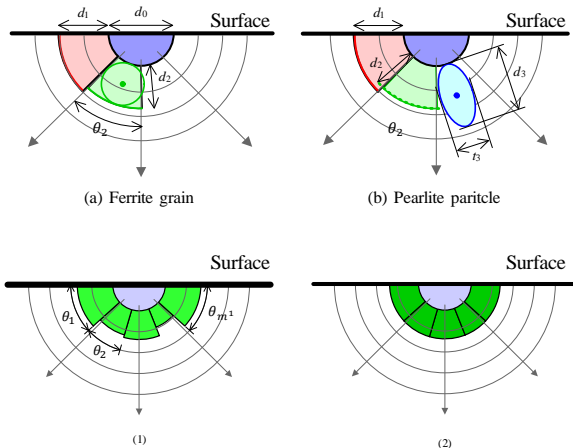 Surface
Surface
d₁
d₀
d₂
θ₂
d₁
d₂
d₃
t₃
θ₂
(a) Ferrite grain
(b) Pearlite paritcle
Surface
Surface
θ₁
θ₂
θₘ¹
(1)
(2)